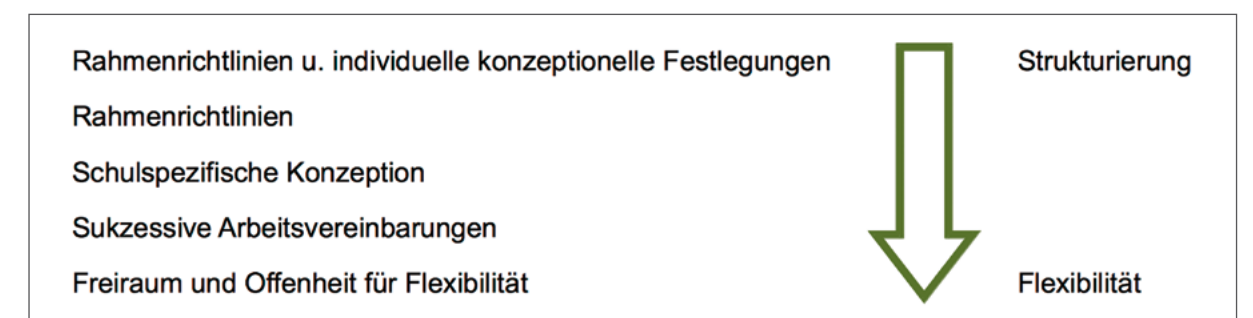 Rahmenrichtlinien u. individuelle konzeptionelle Festlegungen
Strukturierung
Rahmenrichtlinien
Schulspezifische Konzeption
Sukzessive Arbeitsvereinbarungen
Freiraum und Offenheit für Flexibilität
Flexibilität